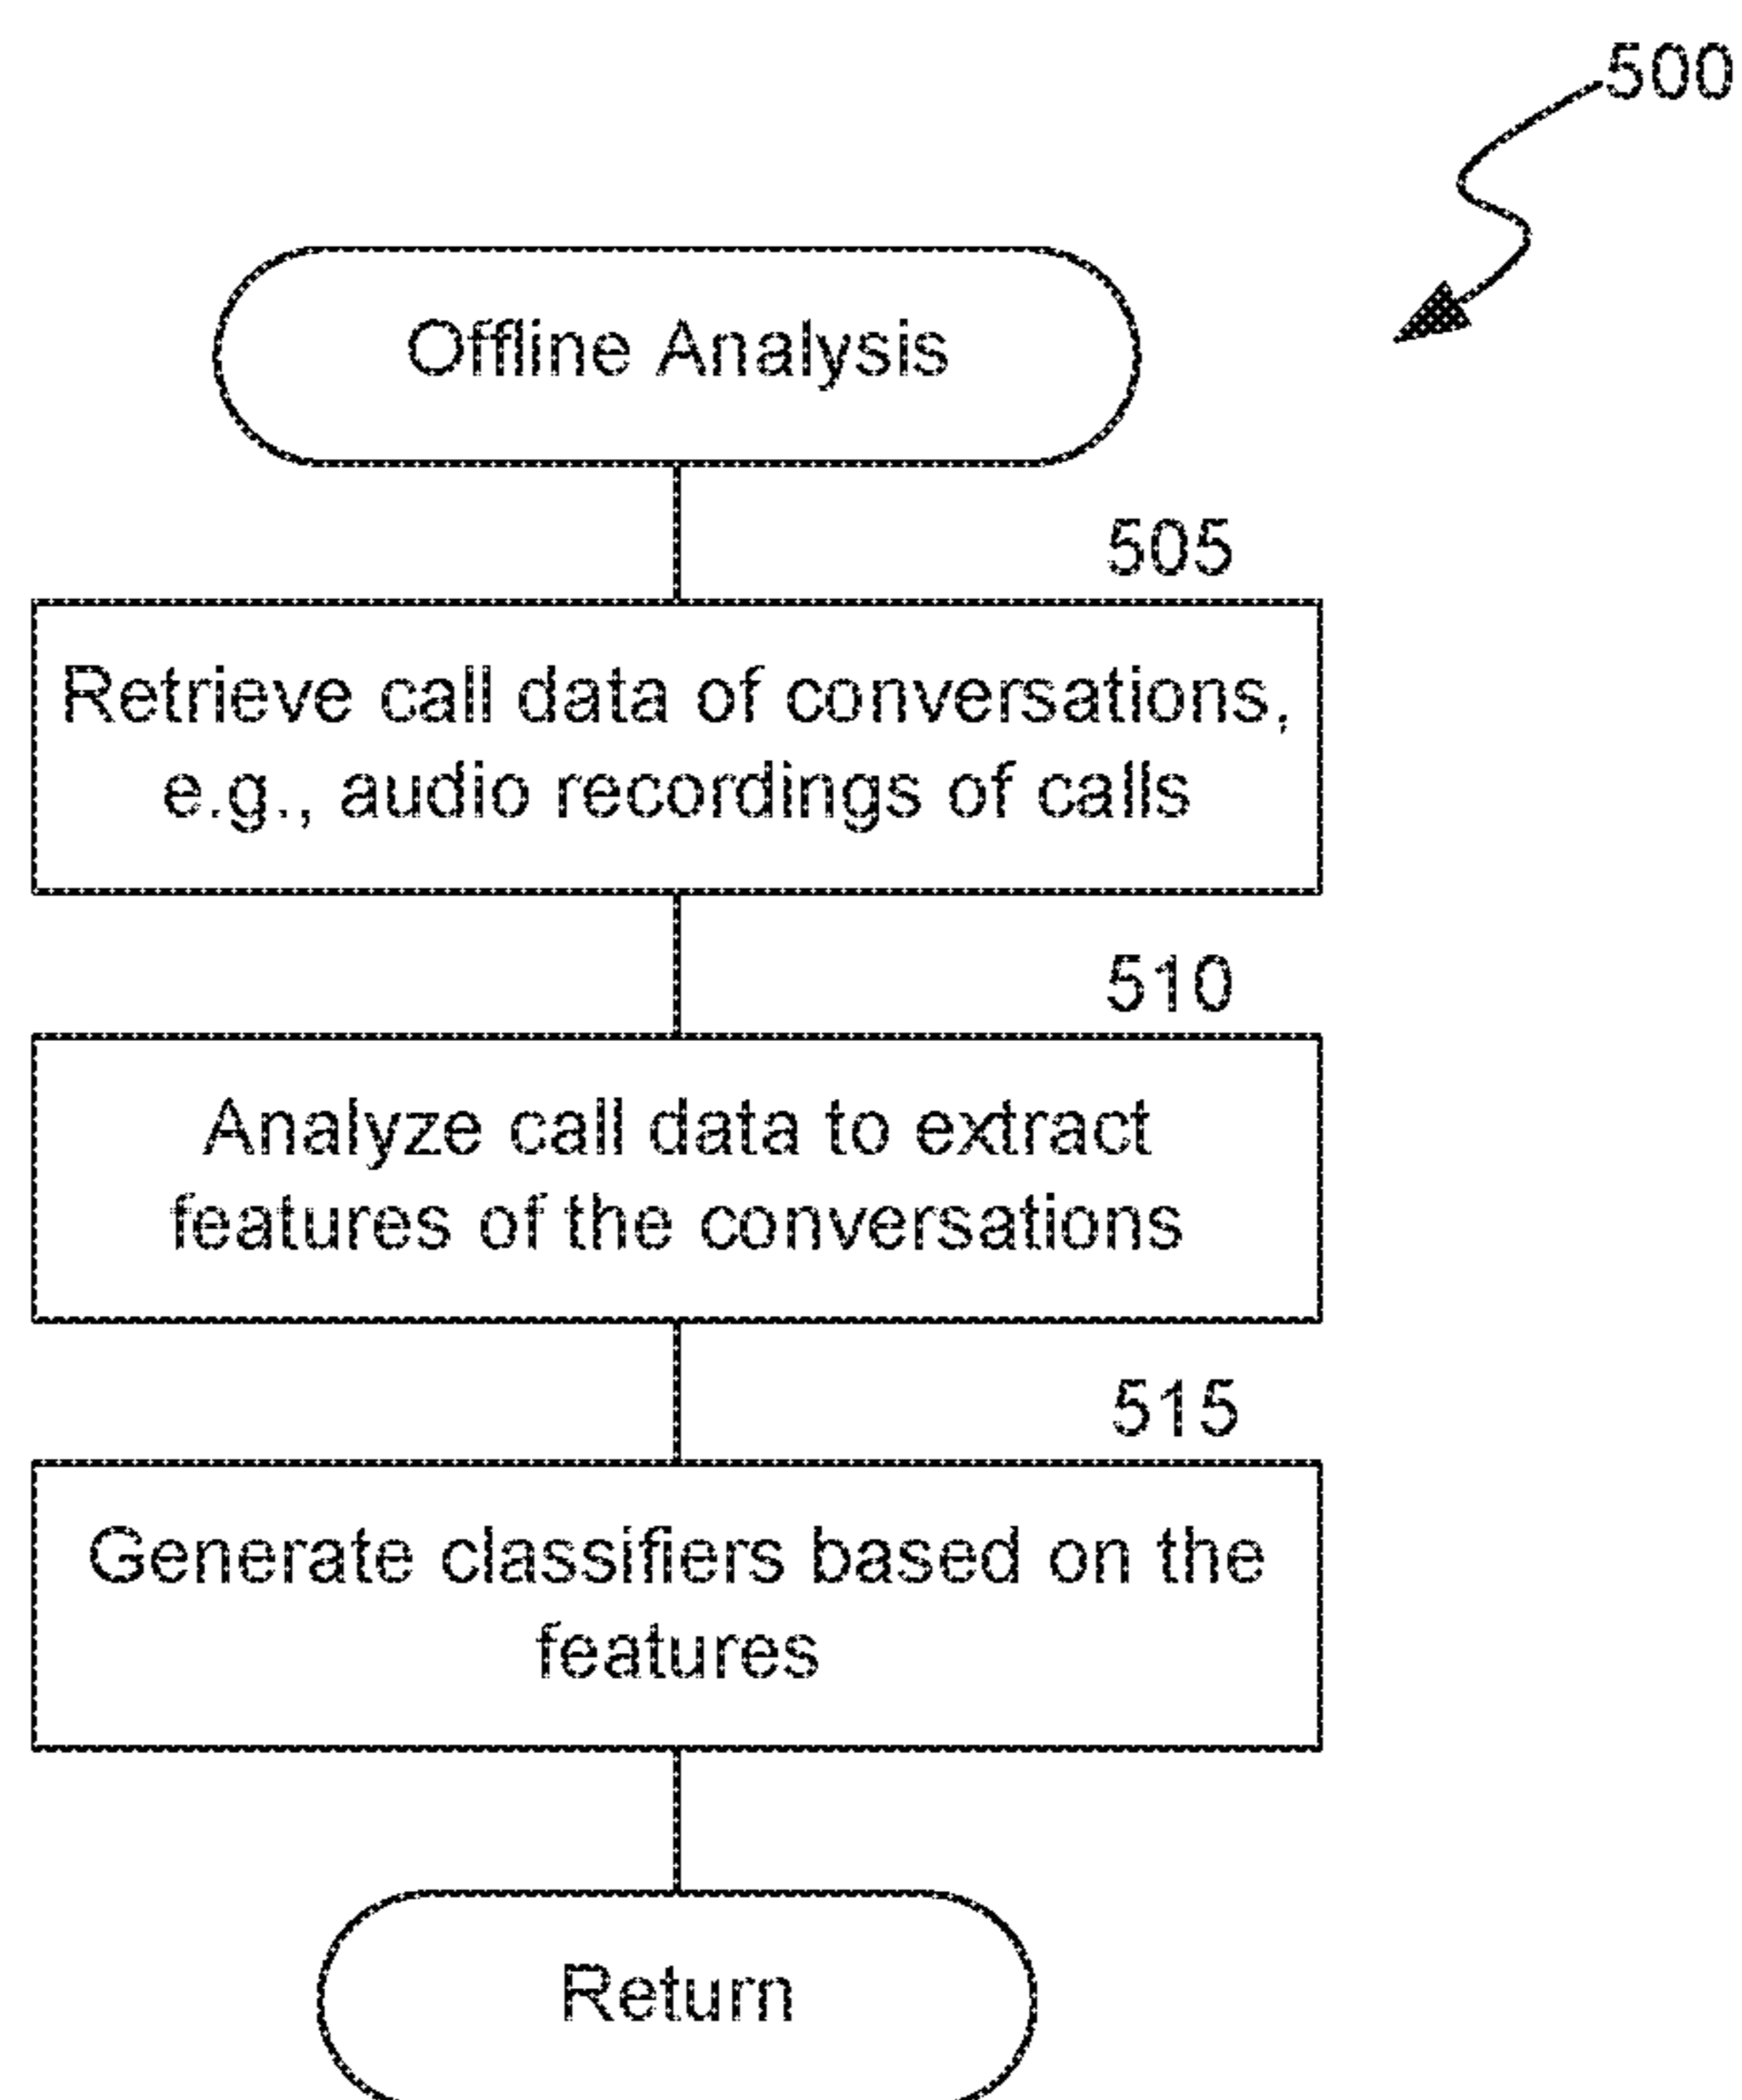 500
Offline Analysis
505
Retrieve call data of conversations,
e.g., audio recordings of calls
510
Analyze call data to extract
features of the conversations
515
Generate classifiers based on the
features
Return